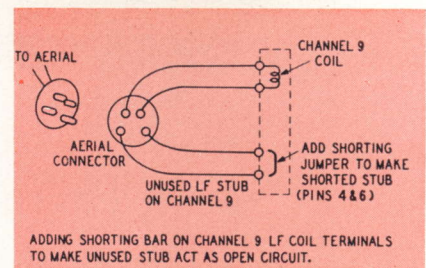 TO AERIAL
CHANNEL 9
COIL
AERIAL
CONNECTOR
ADD SHORTING
JUMPER TO MAKE
SHORTED STUB
(PINS 4 & 6)
UNUSED LF STUB
ON CHANNEL 9
ADDING SHORTING BAR ON CHANNEL 9 LF COIL TERMINALS
TO MAKE UNUSED STUB ACT AS OPEN CIRCUIT.